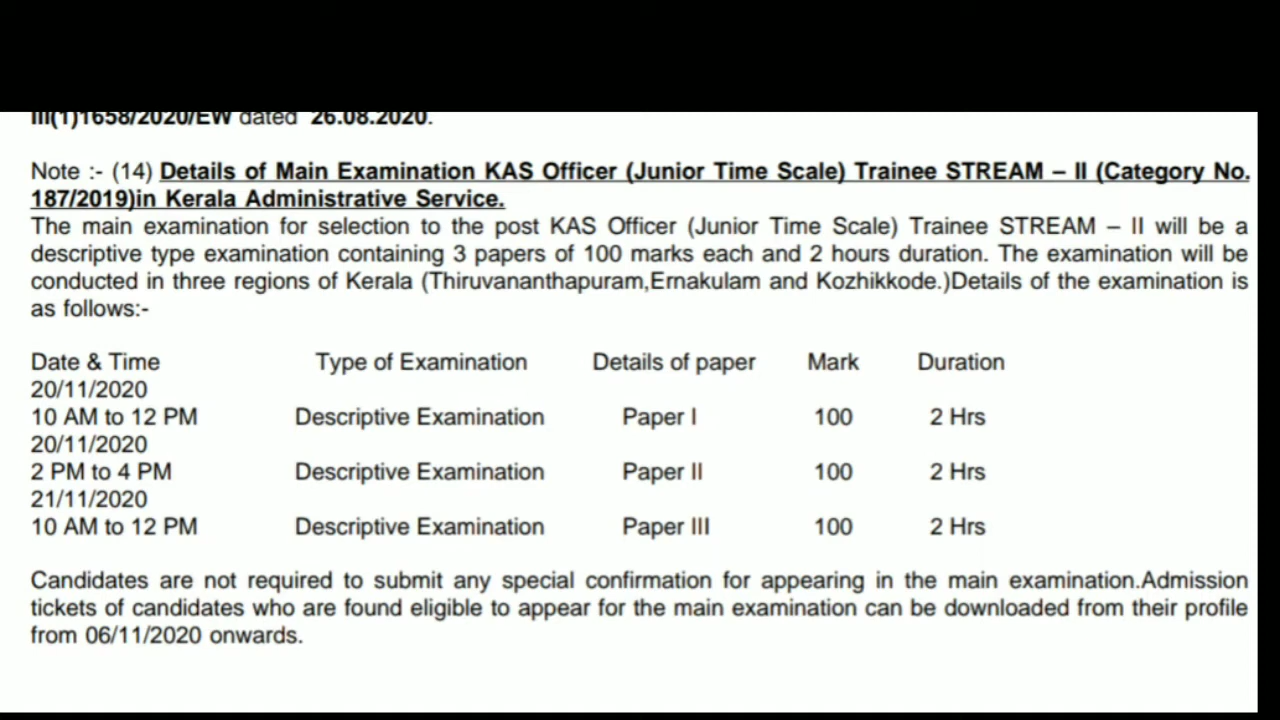 III(1)1658/2020/EW dated 26.08.2020.
Note :- (14) Details of Main Examination KAS Officer (Junior Time Scale) Trainee STREAM – II (Category No.
187/2019)in Kerala Administrative Service.
The main examination for selection to the post KAS Officer (Junior Time Scale) Trainee STREAM – II will be a
descriptive type examination containing 3 papers of 100 marks each and 2 hours duration. The examination will be
conducted in three regions of Kerala (Thiruvananthapuram,Ernakulam and Kozhikkode.)Details of the examination is
as follows:-
Date & Time Type of Examination Details of paper Mark Duration
20/11/2020
10 AM to 12 PM Descriptive Examination Paper I 100 2 Hrs
20/11/2020
2 PM to 4 PM Descriptive Examination Paper II 100 2 Hrs
21/11/2020
10 AM to 12 PM Descriptive Examination Paper III 100 2 Hrs
Candidates are not required to submit any special confirmation for appearing in the main examination.Admission
tickets of candidates who are found eligible to appear for the main examination can be downloaded from their profile
from 06/11/2020 onwards.